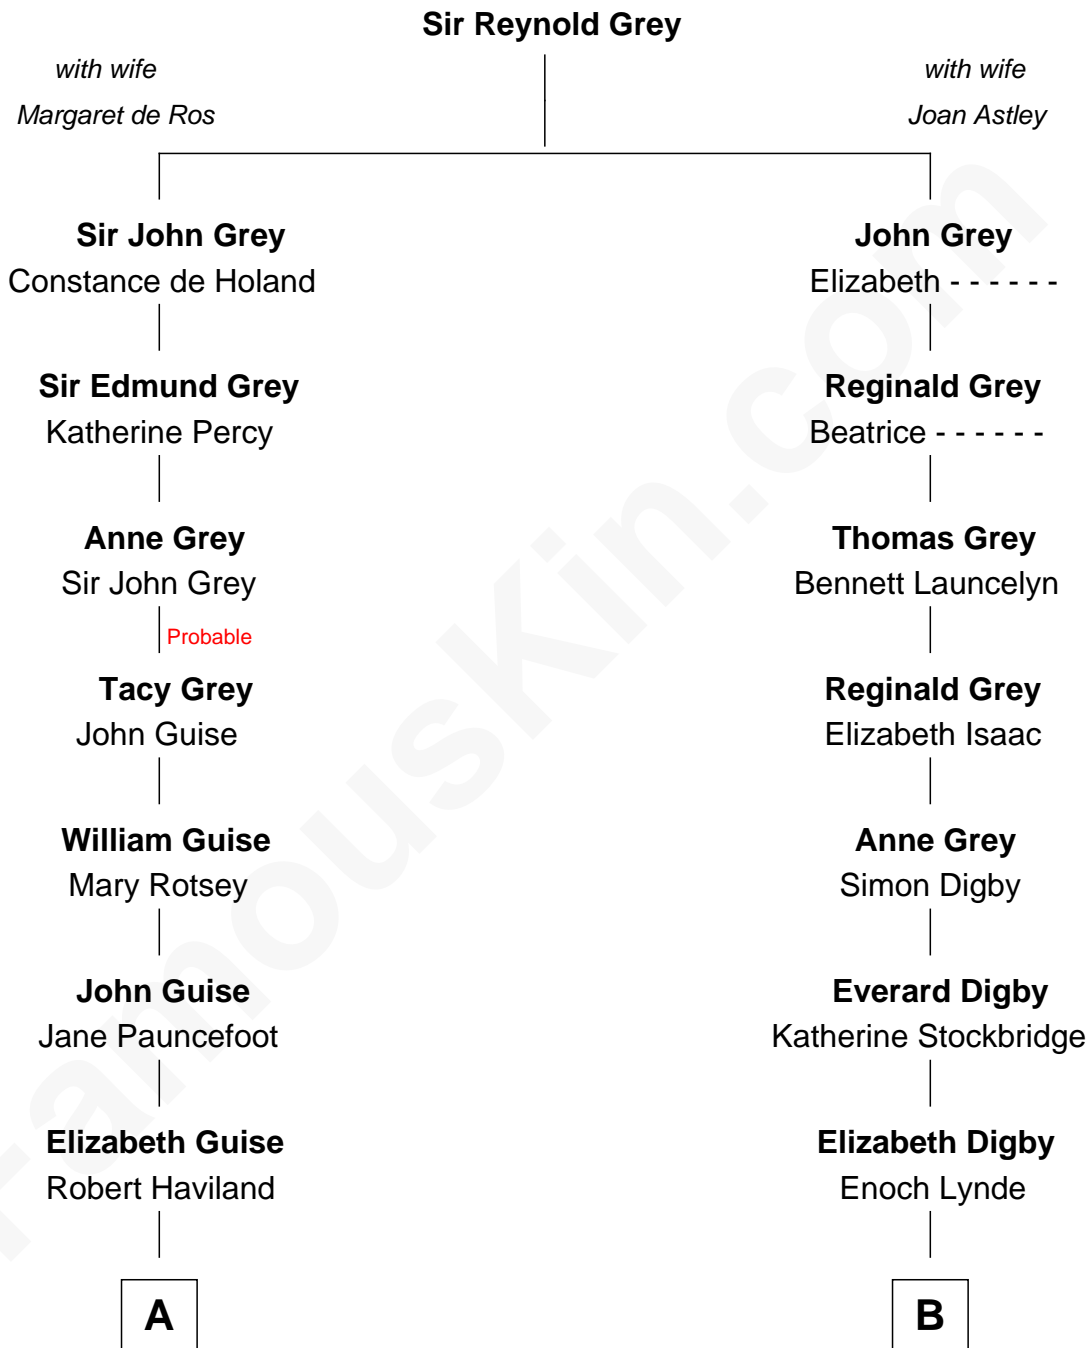 Sir Reynold Grey
with wife
Margaret de Ros
with wife
Joan Astley
Sir John Grey
Constance de Holand
John Grey
Elizabeth - - - - - -
Sir Edmund Grey
Katherine Percy
Reginald Grey
Beatrice - - - - - -
Anne Grey
Sir John Grey
Thomas Grey
Bennett Launcelyn
Probable
Tacy Grey
John Guise
Reginald Grey
Elizabeth Isaac
William Guise
Mary Rotsey
Anne Grey
Simon Digby
John Guise
Jane Pauncefoot
Everard Digby
Katherine Stockbridge
Elizabeth Guise
Robert Haviland
Elizabeth Digby
Enoch Lynde
A
B
FamousKin.com